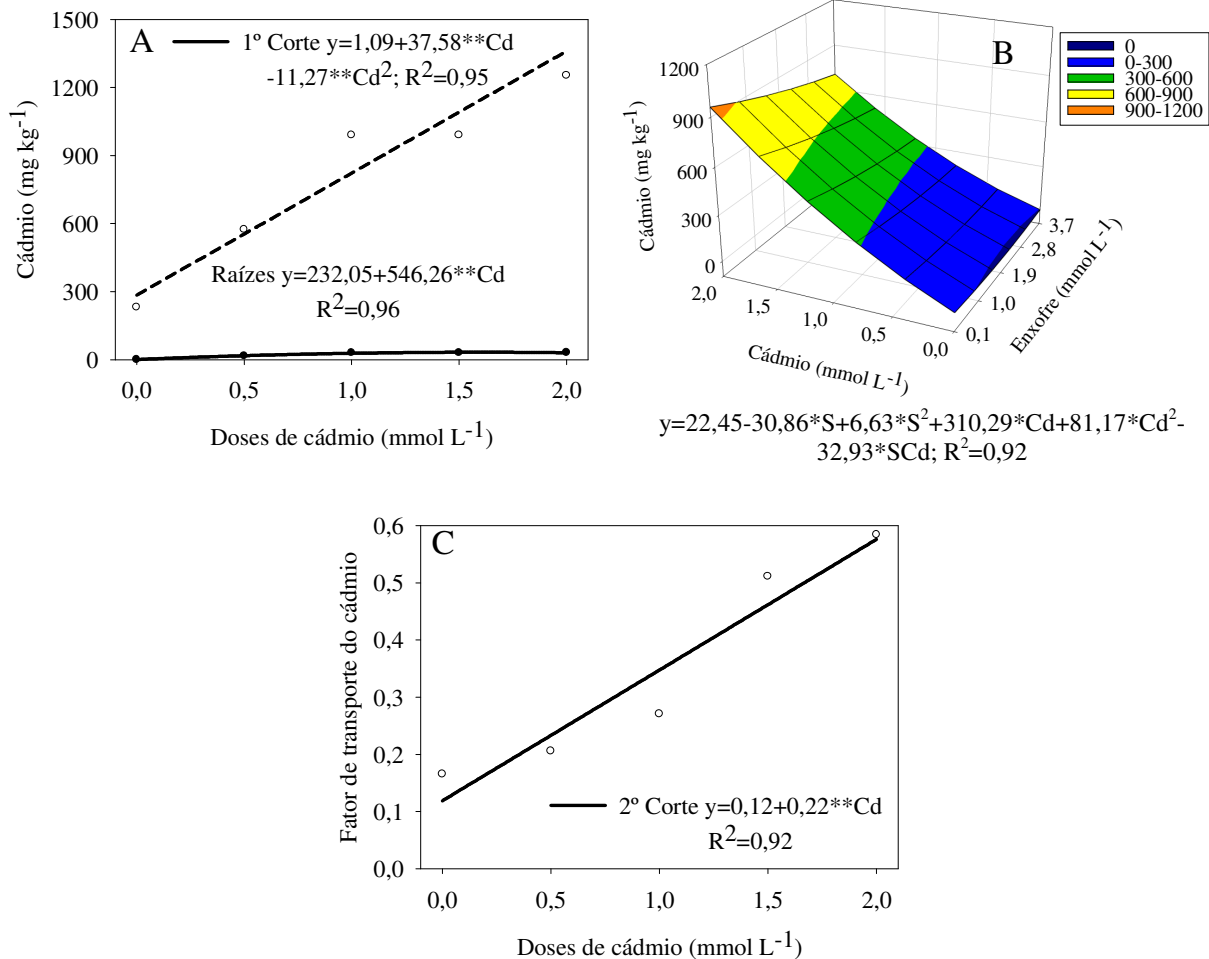 A
1º Corte y=1,09+37,58**Cd
-11,27**Cd²; R²=0,95
Raízes y=232,05+546,26**Cd
R²=0,96
Cádmio (mg kg⁻¹)
1500
1200
900
600
300
0
0,0 0,5 1,0 1,5 2,0
Doses de cádmio (mmol L⁻¹)
B
0
0-300
300-600
600-900
900-1200
Cádmio (mg kg⁻¹)
1200
900
600
300
0
2,0 1,5 1,0 0,5 0,0
Cádmio (mmol L⁻¹)
3,7
2,8
1,9
1,0
0,1
Enxofre (mmol L⁻¹)
y=22,45-30,86*S+6,63*S²+310,29*Cd+81,17*Cd²-
32,93*SCd; R²=0,92
C
Fator de transporte do cádmio
0,6
0,5
0,4
0,3
0,2
0,1
0,0
2º Corte y=0,12+0,22**Cd
R²=0,92
0,0 0,5 1,0 1,5 2,0
Doses de cádmio (mmol L⁻¹)